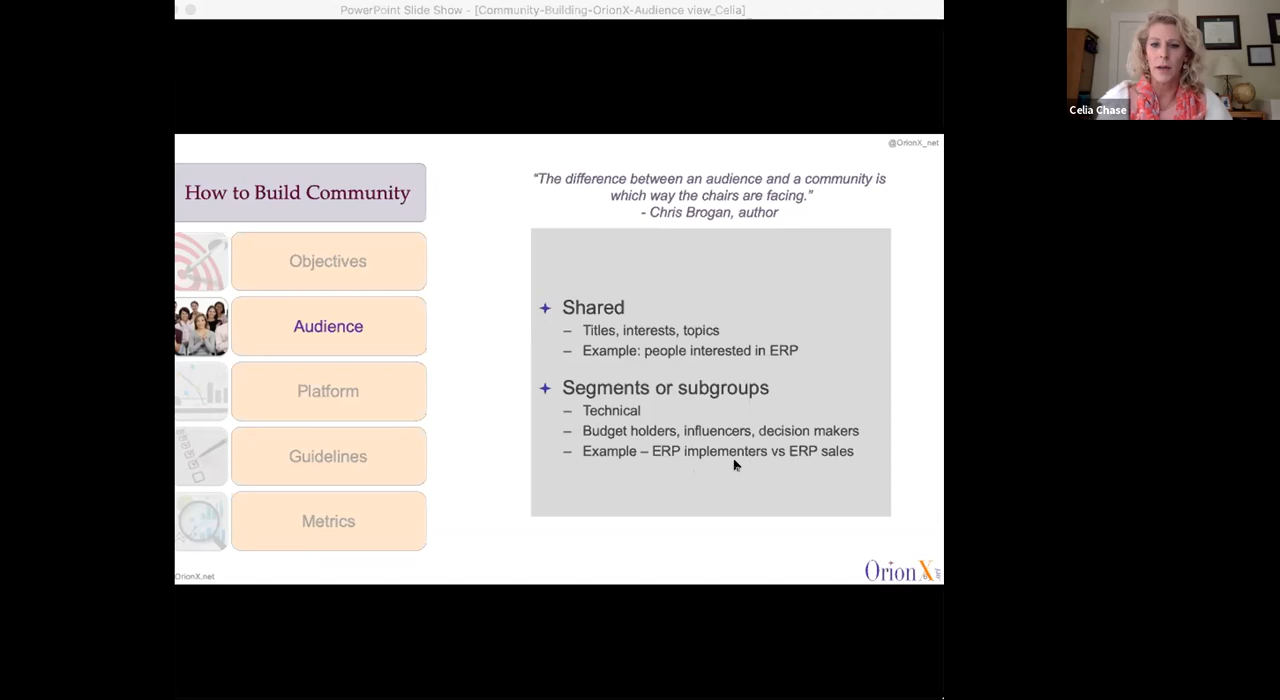 PowerPoint Slide Show - [Community-Building-OrionX-Audience view_Celia]
Celia Chase
@OrionX_net
How to Build Community
Objectives
Audience
Platform
Guidelines
Metrics
"The difference between an audience and a community is
which way the chairs are facing."
- Chris Brogan, author
Shared
– Titles, interests, topics
– Example: people interested in ERP
Segments or subgroups
– Technical
– Budget holders, influencers, decision makers
– Example – ERP implementers vs ERP sales
OrionX.net
OrionX